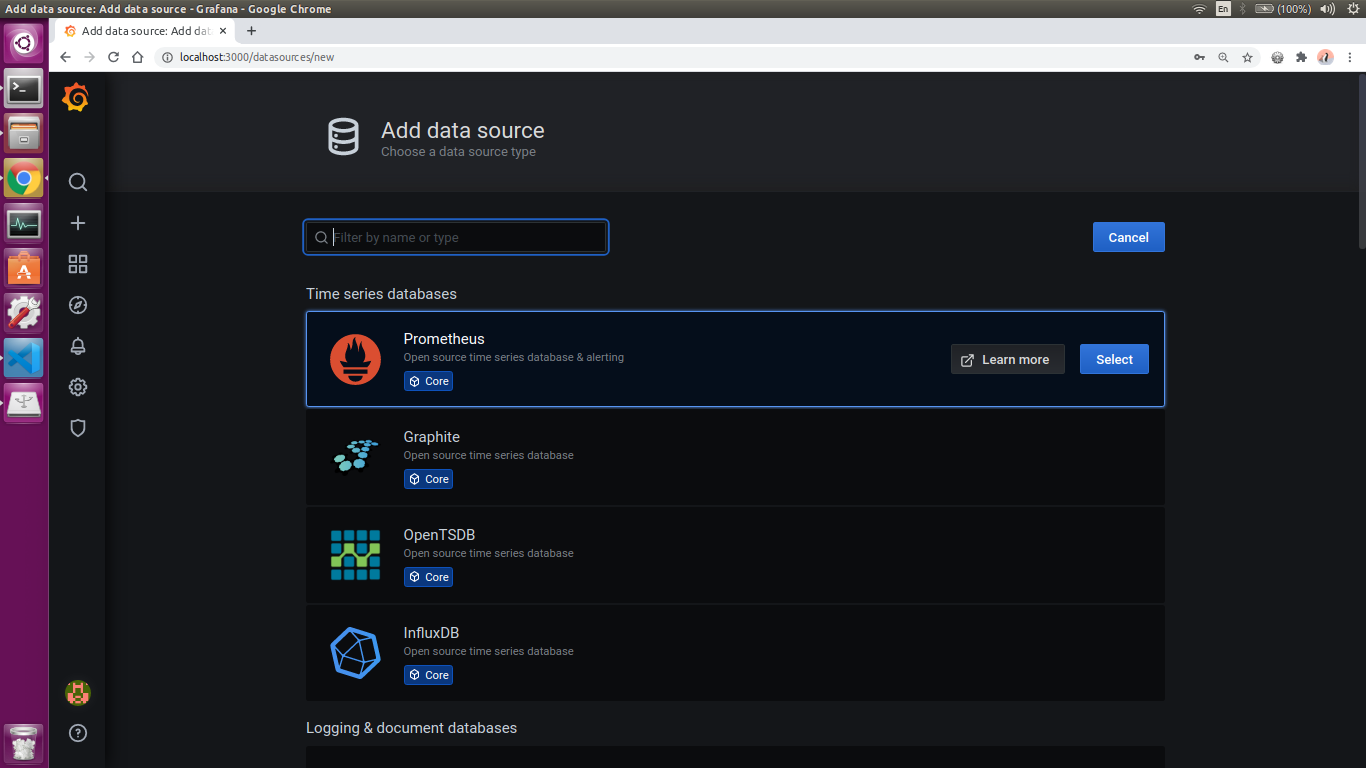 Add data source: Add data source - Grafana - Google Chrome
En
(100%)
Add data source: Add dat
localhost:3000/datasources/new
Add data source
Choose a data source type
Filter by name or type
Cancel
Time series databases
Prometheus
Open source time series database & alerting
Core
Learn more
Select
Graphite
Open source time series database
Core
OpenTSDB
Open source time series database
Core
InfluxDB
Open source time series database
Core
Logging & document databases